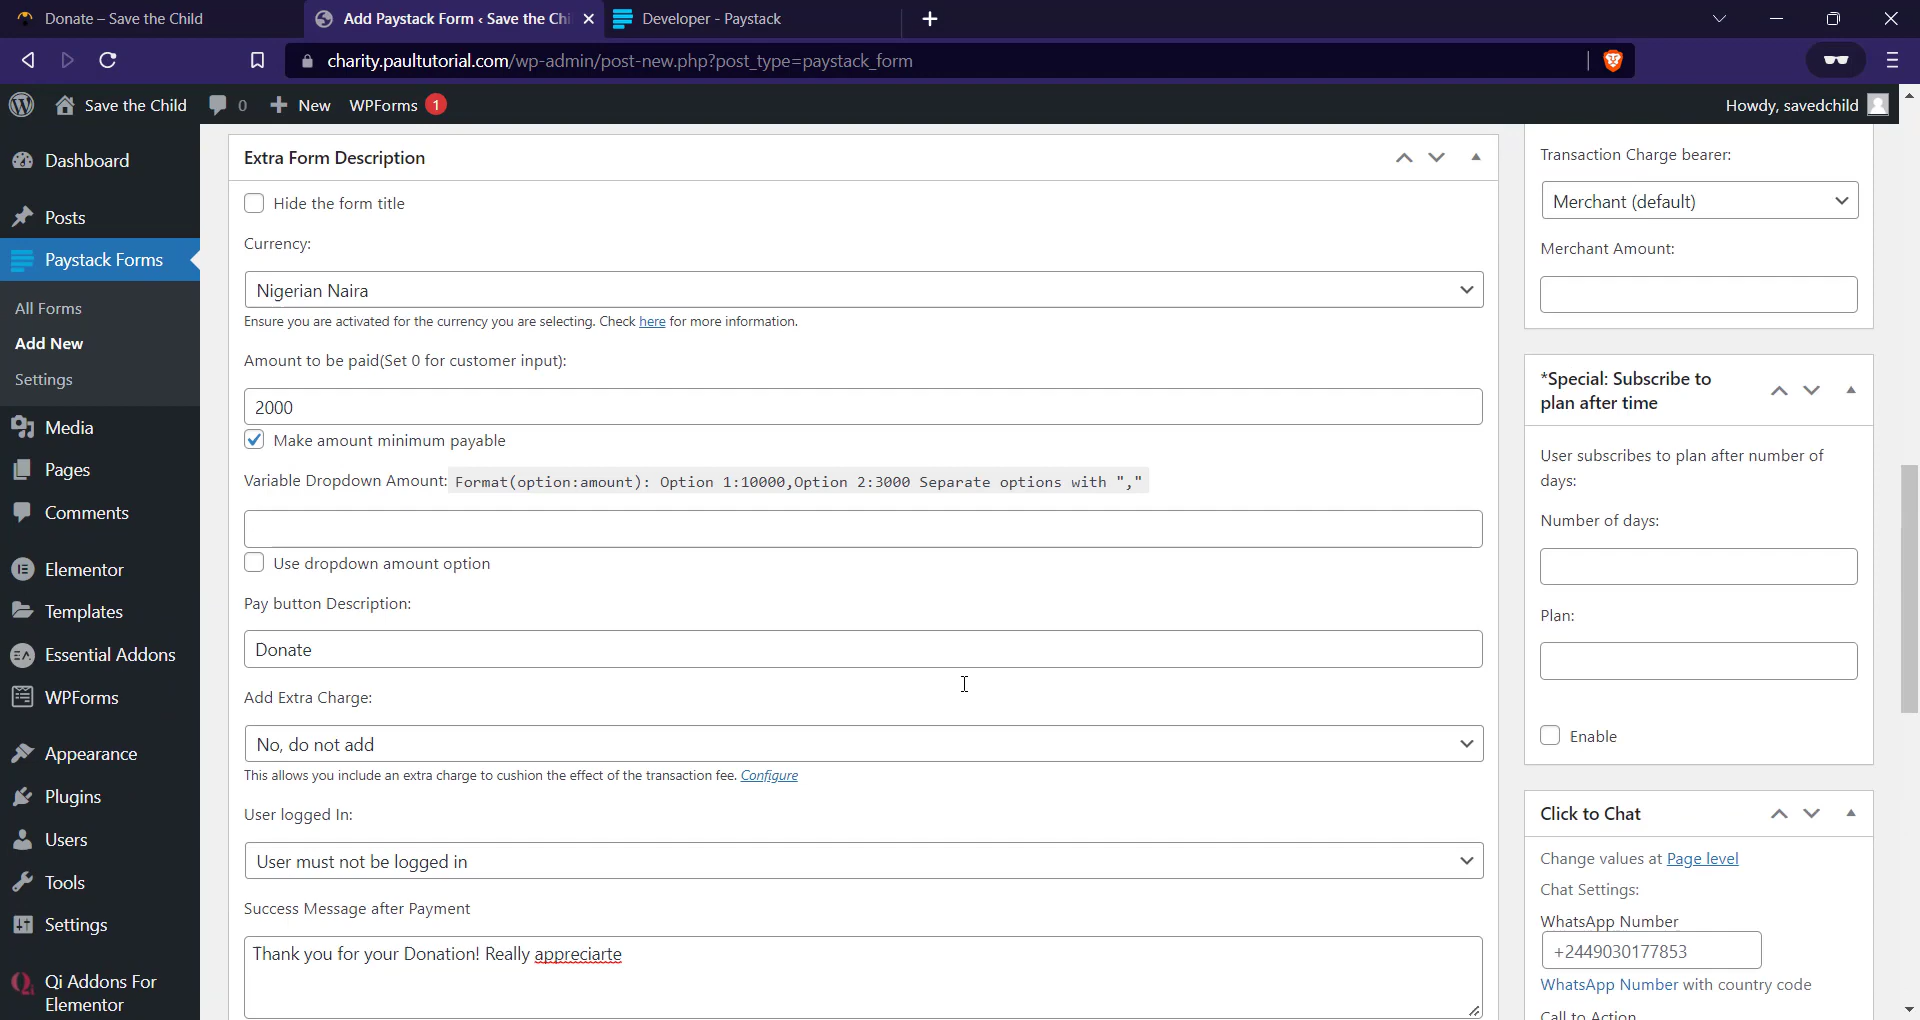 Donate – Save the Child
Add Paystack Form ‹ Save the Chi
Developer - Paystack
charity.paultutorial.com/wp-admin/post-new.php?post_type=paystack_form
Save the Child
0
New
WPForms 1
Howdy, savedchild
Dashboard
Posts
Paystack Forms
All Forms
Add New
Settings
Media
Pages
Comments
Elementor
Templates
Essential Addons
WPForms
Appearance
Plugins
Users
Tools
Settings
Qi Addons For
Elementor
Extra Form Description
Hide the form title
Currency:
Nigerian Naira
Ensure you are activated for the currency you are selecting. Check here for more information.
Amount to be paid(Set 0 for customer input):
2000
Make amount minimum payable
Variable Dropdown Amount: Format(option:amount): Option 1:10000,Option 2:3000 Separate options with ","
Use dropdown amount option
Pay button Description:
Donate
Add Extra Charge:
No, do not add
This allows you include an extra charge to cushion the effect of the transaction fee. Configure
User logged In:
User must not be logged in
Success Message after Payment
Thank you for your Donation! Really appreciarte
Transaction Charge bearer:
Merchant (default)
Merchant Amount:
*Special: Subscribe to
plan after time
User subscribes to plan after number of
days:
Number of days:
Plan:
Enable
Click to Chat
Change values at Page level
Chat Settings:
WhatsApp Number
+2449030177853
WhatsApp Number with country code
Call to Action